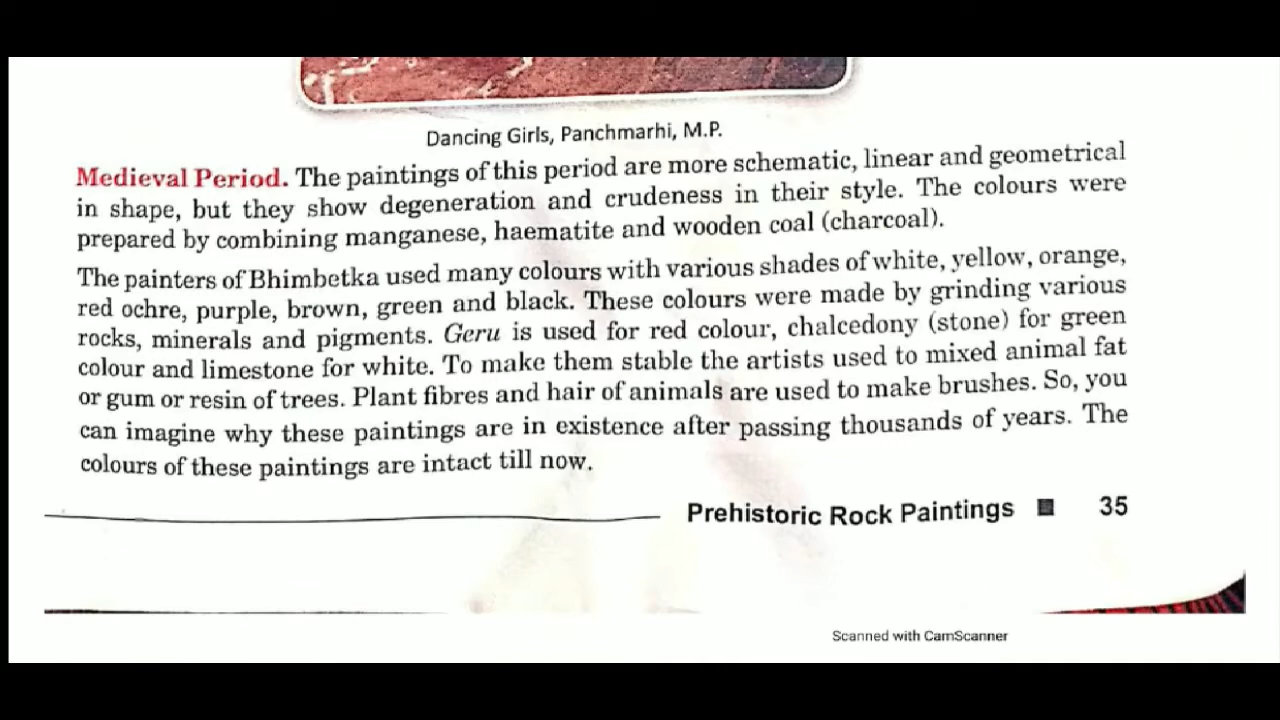 Dancing Girls, Panchmarhi, M.P.
Medieval Period. The paintings of this period are more schematic, linear and geometrical
in shape, but they show degeneration and crudeness in their style. The colours were
prepared by combining manganese, haematite and wooden coal (charcoal).
The painters of Bhimbetka used many colours with various shades of white, yellow, orange,
red ochre, purple, brown, green and black. These colours were made by grinding various
rocks, minerals and pigments. Geru is used for red colour, chalcedony (stone) for green
colour and limestone for white. To make them stable the artists used to mixed animal fat
or gum or resin of trees. Plant fibres and hair of animals are used to make brushes. So, you
can imagine why these paintings are in existence after passing thousands of years. The
colours of these paintings are intact till now.
Prehistoric Rock Paintings ■ 35
Scanned with CamScanner